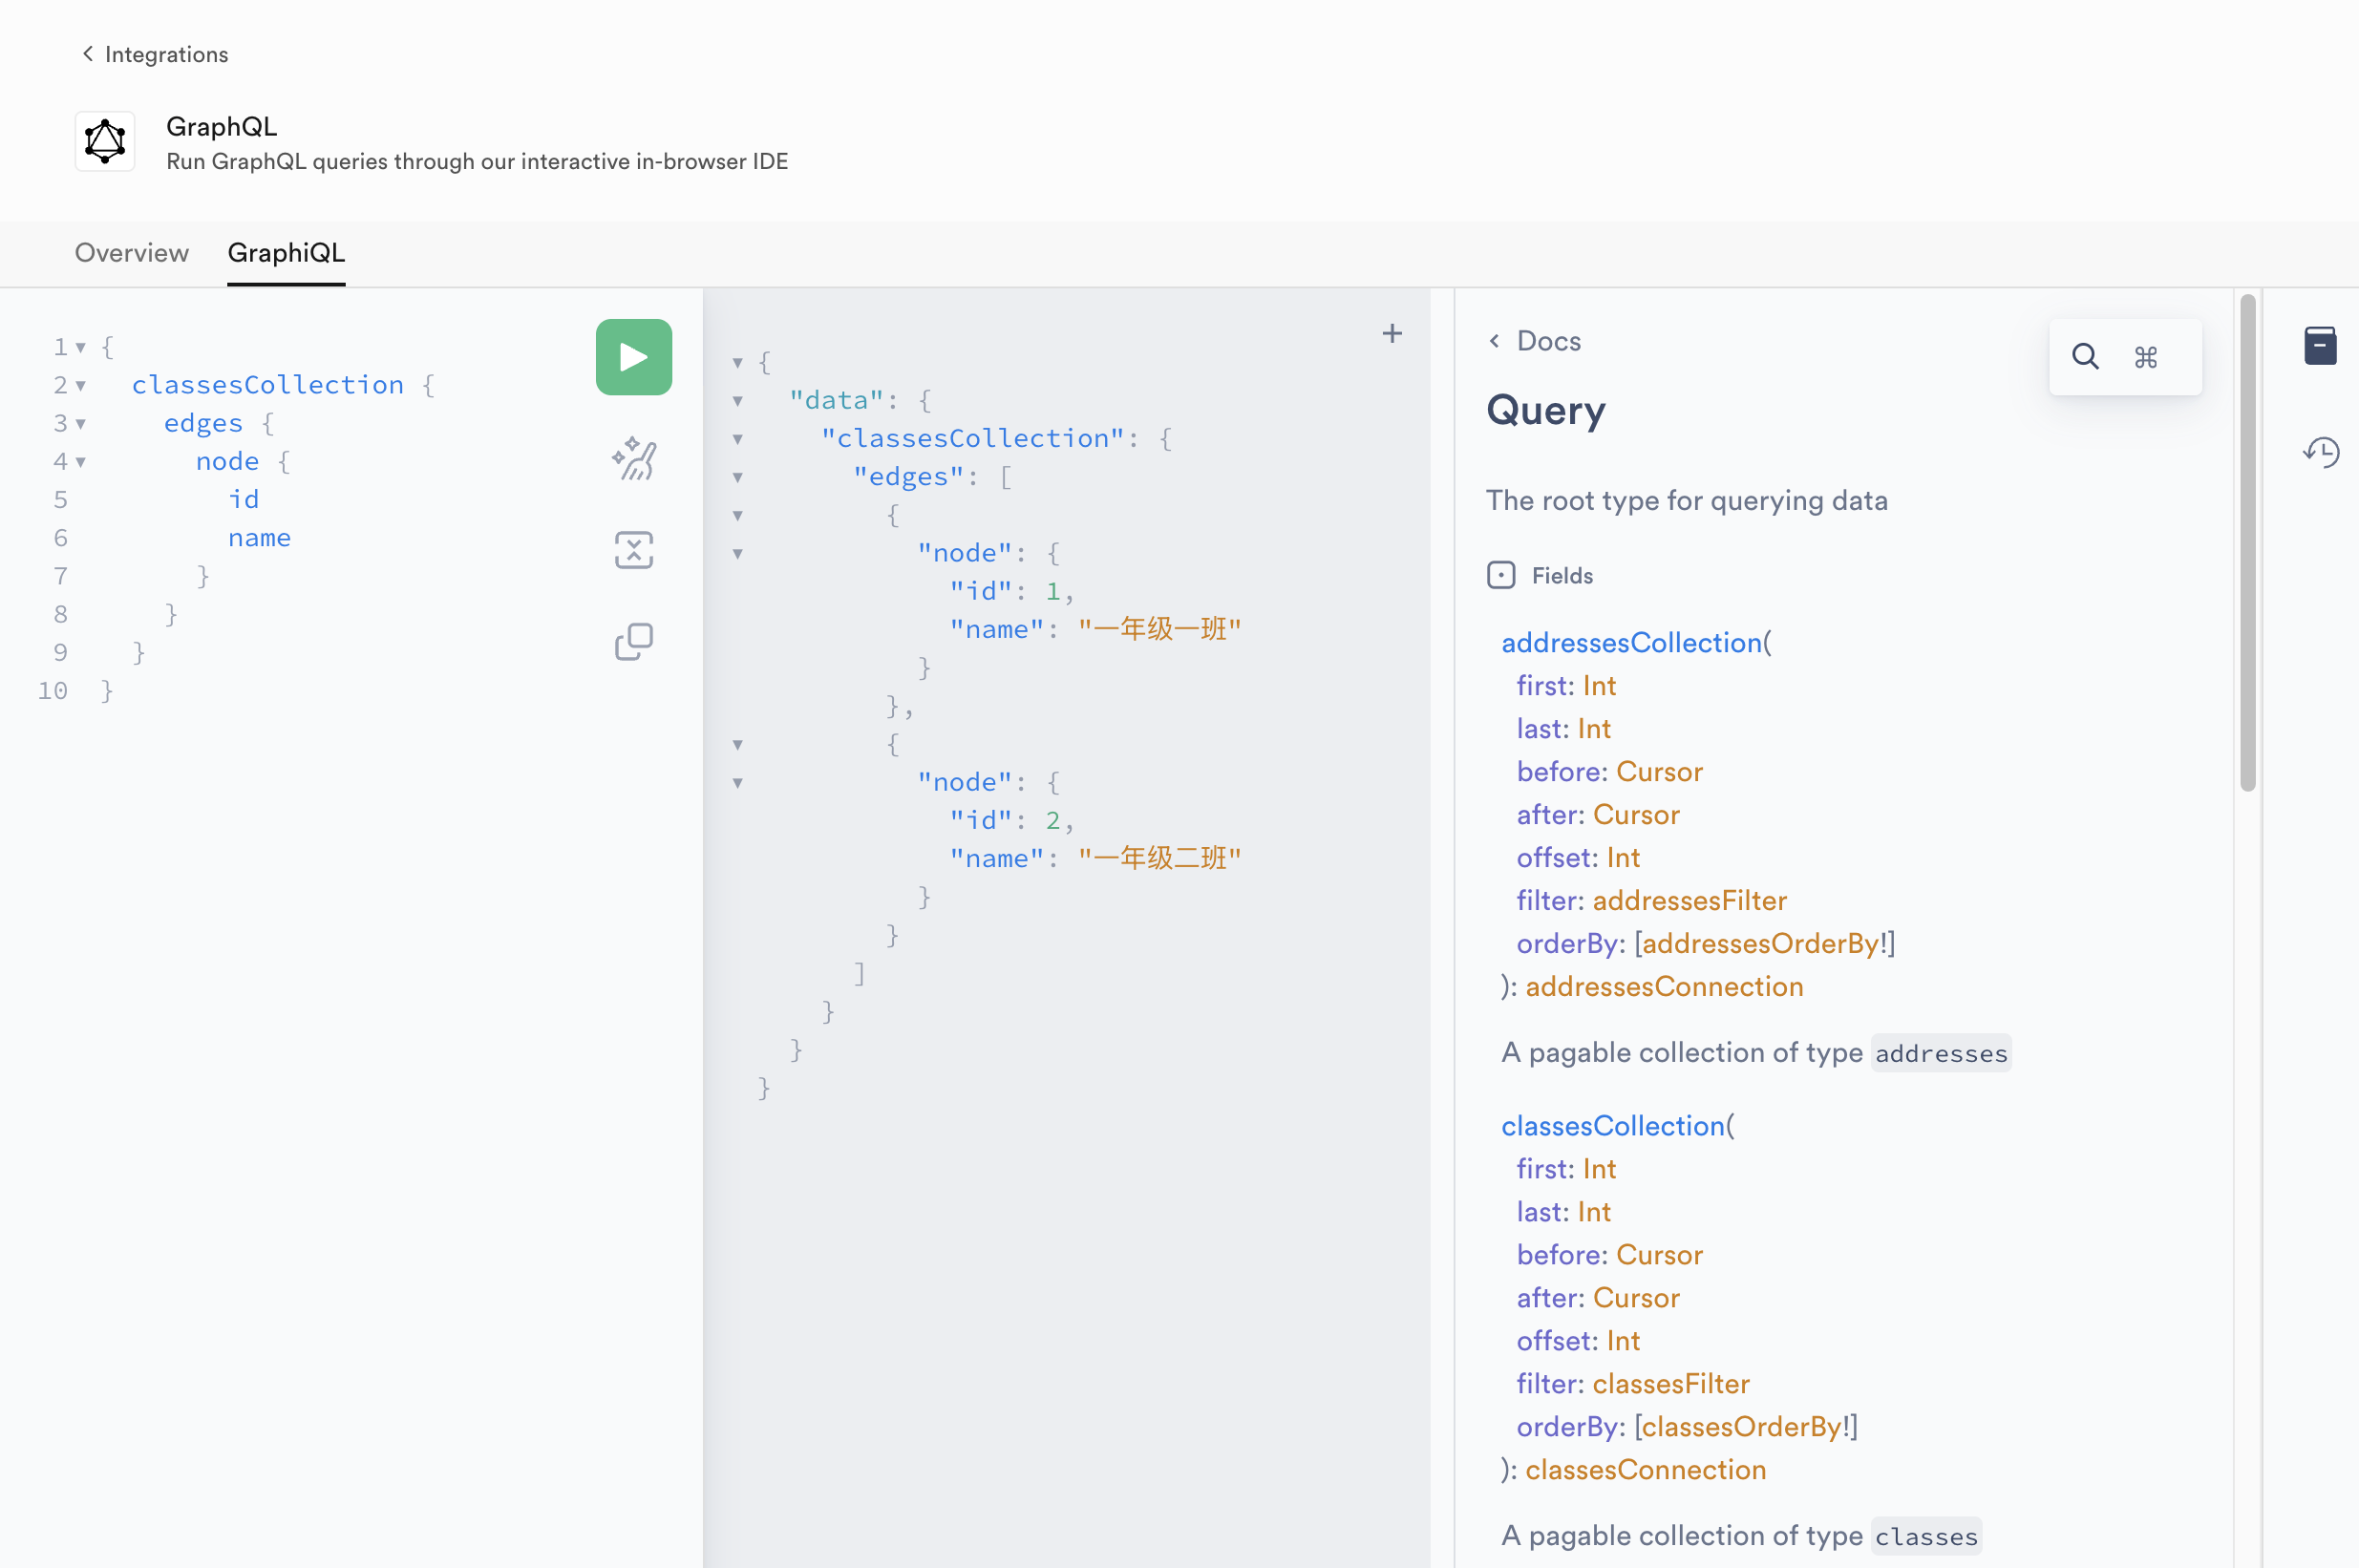 Integrations
GraphQL
Run GraphQL queries through our interactive in-browser IDE
Overview
GraphiQL
1 {
2 classesCollection {
3 edges {
4 node {
5 id
6 name
7 }
8 }
9 }
10 }
{
"data": {
"classesCollection": {
"edges": [
{
"node": {
"id": 1,
"name": "一年级一班"
}
},
{
"node": {
"id": 2,
"name": "一年级二班"
}
}
]
}
}
}
Docs
⌘
Query
The root type for querying data
Fields
addressesCollection(
first: Int
last: Int
before: Cursor
after: Cursor
offset: Int
filter: addressesFilter
orderBy: [addressesOrderBy!]
): addressesConnection
A pagable collection of type addresses
classesCollection(
first: Int
last: Int
before: Cursor
after: Cursor
offset: Int
filter: classesFilter
orderBy: [classesOrderBy!]
): classesConnection
A pagable collection of type classes